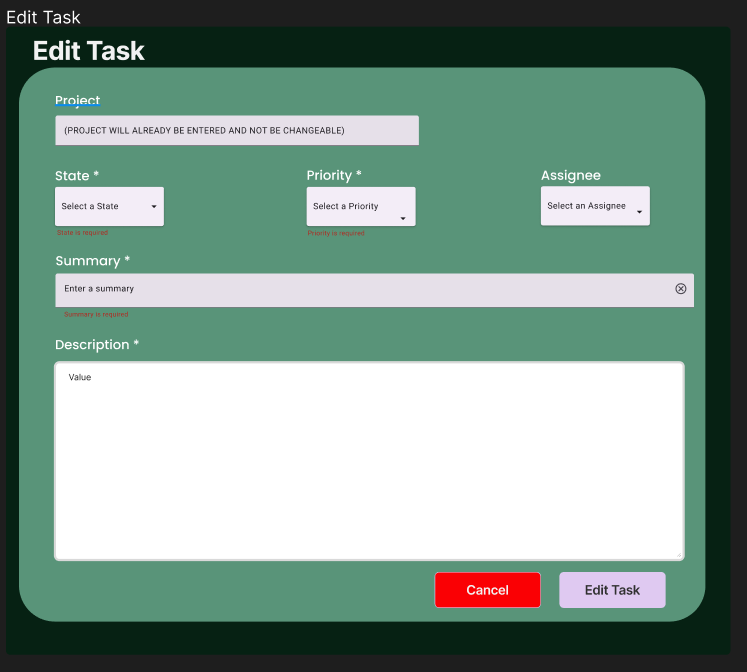 Edit Task
Edit Task
Project
(PROJECT WILL ALREADY BE ENTERED AND NOT BE CHANGEABLE)
State * Priority * Assignee
Select a State Select a Priority Select an Assignee
State is required Priority is required
Summary *
Enter a summary
Summary is required
Description *
Value
Cancel Edit Task